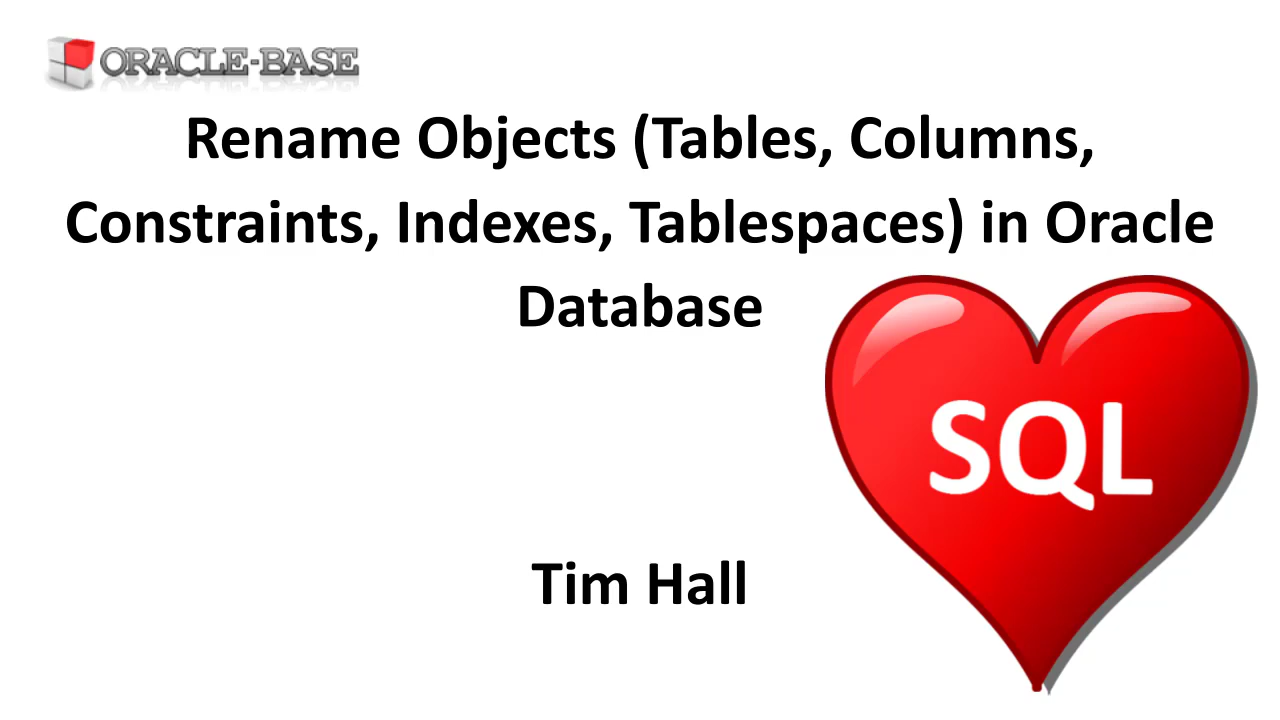 ORACLE-BASE
Rename Objects (Tables, Columns,
Constraints, Indexes, Tablespaces) in Oracle
Database
SQL
Tim Hall